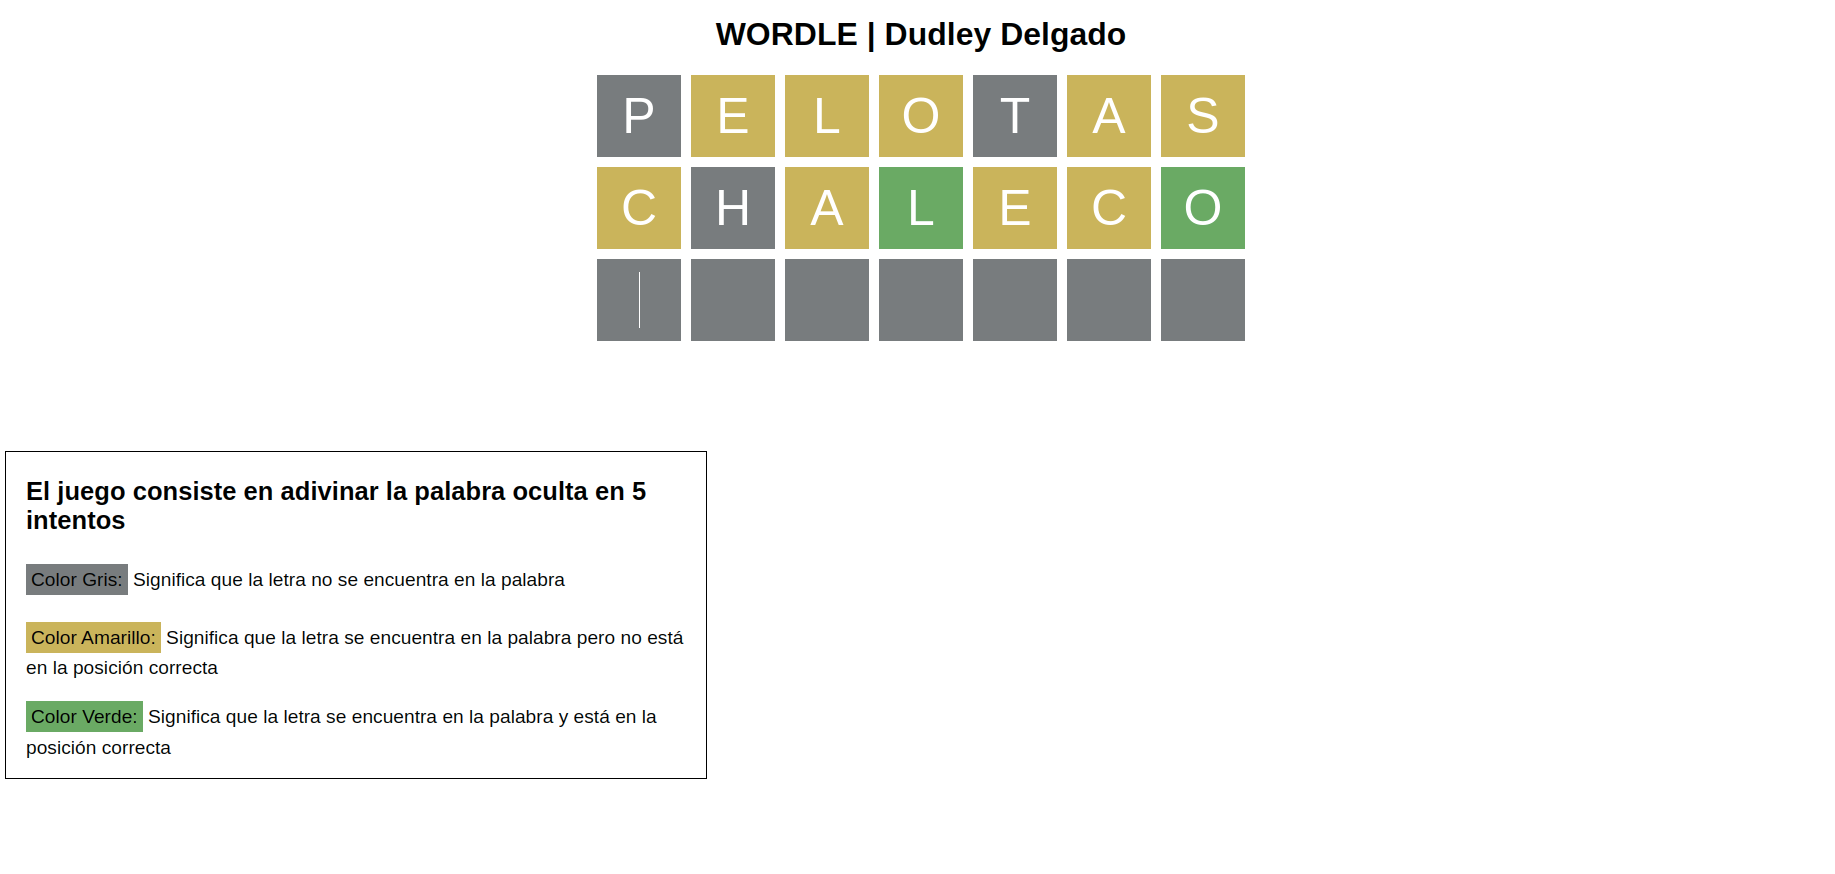 WORDLE | Dudley Delgado
P E L O T A S
C H A L E C O
El juego consiste en adivinar la palabra oculta en 5
intentos
Color Gris: Significa que la letra no se encuentra en la palabra
Color Amarillo: Significa que la letra se encuentra en la palabra pero no está
en la posición correcta
Color Verde: Significa que la letra se encuentra en la palabra y está en la
posición correcta